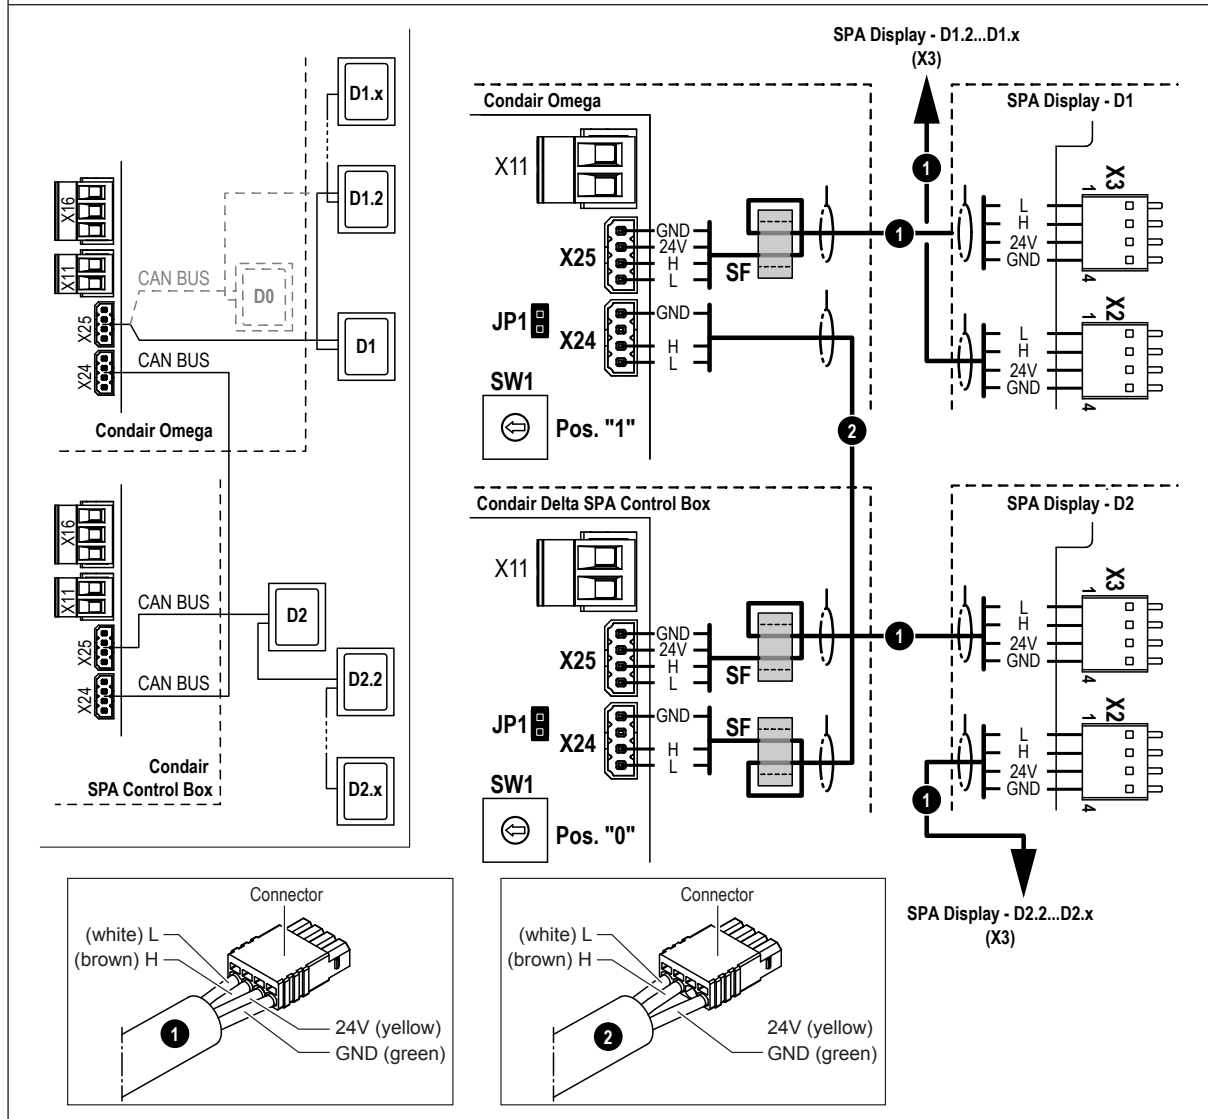 D1.x
D1.2
X16
X11
CAN BUS
D0
X25
D1
CAN BUS
X24
Condair Omega
X16
X11
CAN BUS
D2
X25
CAN BUS
X24
D2.2
Condair
SPA Control Box
D2.x
SPA Display - D1.2...D1.x
(X3)
Condair Omega
X11
X25
GND
24V
H
L
SF
1
1
JP1
X24
GND
H
L
SW1
Pos. "1"
2
SPA Display - D1
L
H
24V
GND
1
X3
4
L
H
24V
GND
1
X2
4
Condair Delta SPA Control Box
X11
X25
GND
24V
H
L
SF
1
JP1
X24
GND
H
L
SF
SW1
Pos. "0"
SPA Display - D2
L
H
24V
GND
1
X3
4
L
H
24V
GND
1
X2
4
1
SPA Display - D2.2...D2.x
(X3)
Connector
(white) L
(brown) H
1
24V (yellow)
GND (green)
Connector
(white) L
(brown) H
2
24V (yellow)
GND (green)